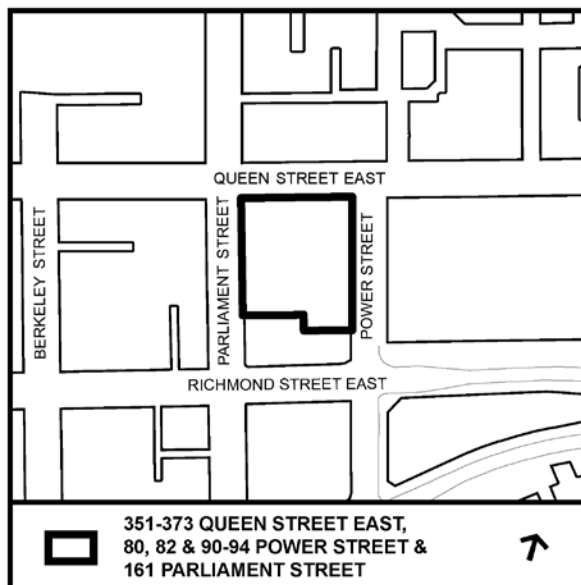 QUEEN STREET EAST
BERKELEY STREET
PARLIAMENT STREET
POWER STREET
RICHMOND STREET EAST
351-373 QUEEN STREET EAST,
80, 82 & 90-94 POWER STREET &
161 PARLIAMENT STREET